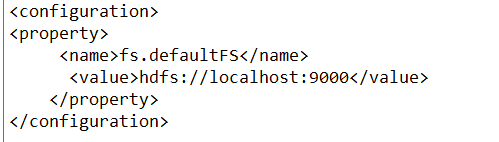 <configuration>
<property>
<name>fs.defaultFS</name>
<value>hdfs://localhost:9000</value>
</property>
</configuration>